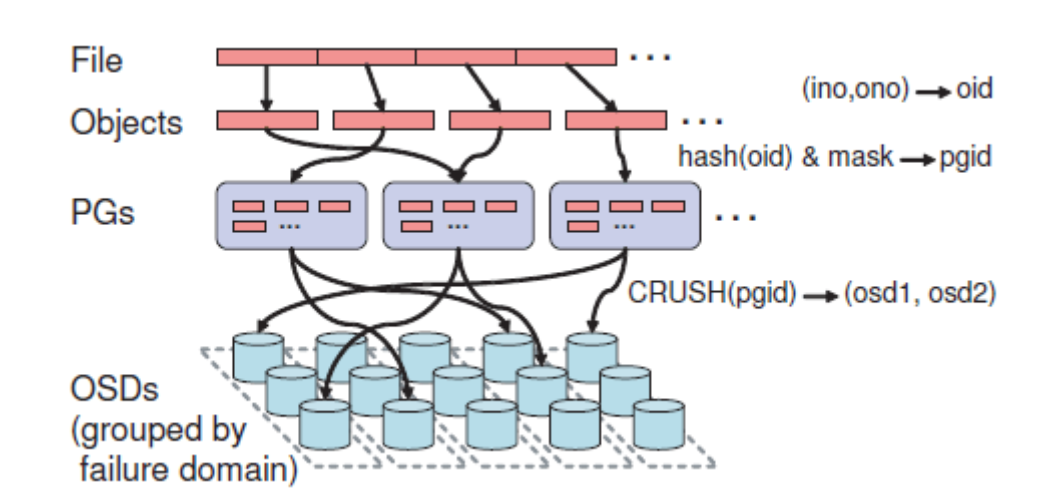 File
...
(ino,ono) → oid
Objects
...
hash(oid) & mask → pgid
PGs
...
...
...
...
CRUSH(pgid) → (osd1, osd2)
OSDs
(grouped by
failure domain)